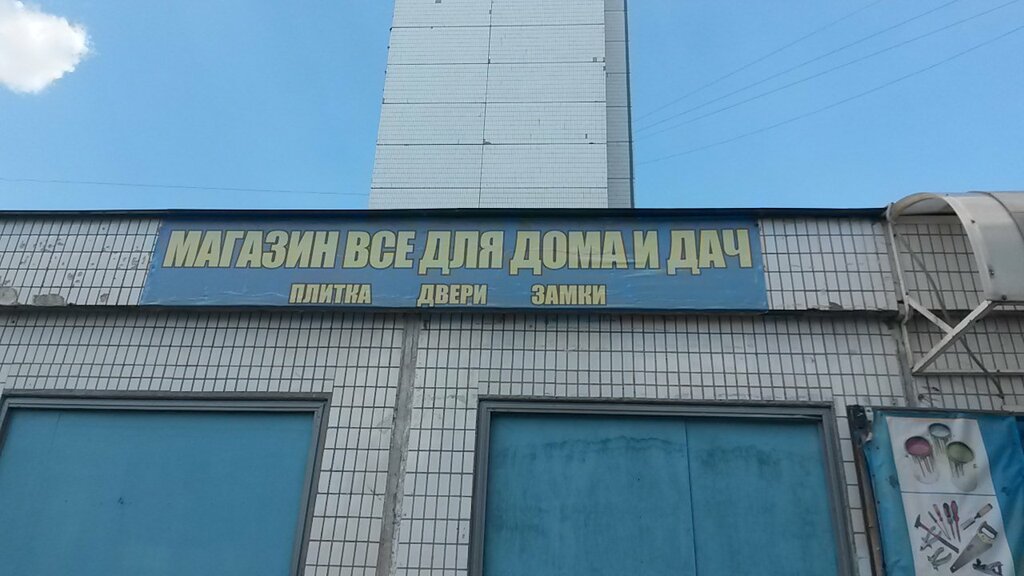 МАГАЗИН ВСЕ ДЛЯ ДОМА И ДАЧ
ПЛИТКА ДВЕРИ ЗАМКИ